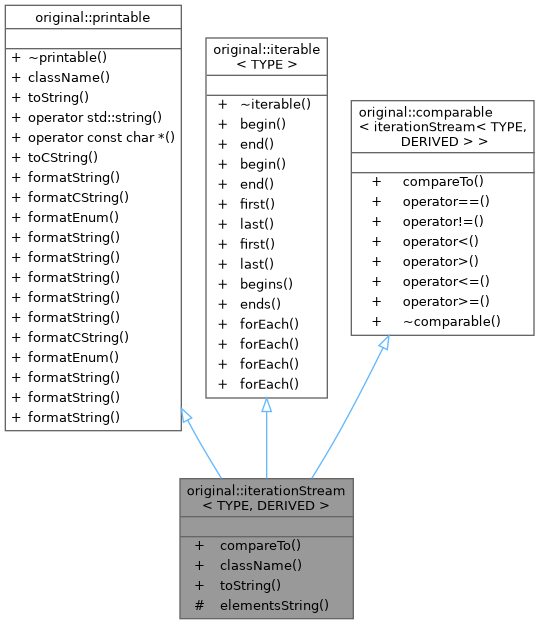 original::printable
+ ~printable()
+ className()
+ toString()
+ operator std::string()
+ operator const char *()
+ toCString()
+ formatString()
+ formatCString()
+ formatEnum()
+ formatString()
+ formatString()
+ formatString()
+ formatString()
+ formatString()
+ formatCString()
+ formatEnum()
+ formatString()
+ formatString()
+ formatString()
original::iterable
< TYPE >
+ ~iterable()
+ begin()
+ end()
+ begin()
+ end()
+ first()
+ last()
+ first()
+ last()
+ begins()
+ ends()
+ forEach()
+ forEach()
+ forEach()
+ forEach()
original::comparable
< iterationStream< TYPE,
DERIVED > >
+ compareTo()
+ operator==()
+ operator!=()
+ operator<()
+ operator>()
+ operator<=()
+ operator>=()
+ ~comparable()
original::iterationStream
< TYPE, DERIVED >
+ compareTo()
+ className()
+ toString()
# elementsString()